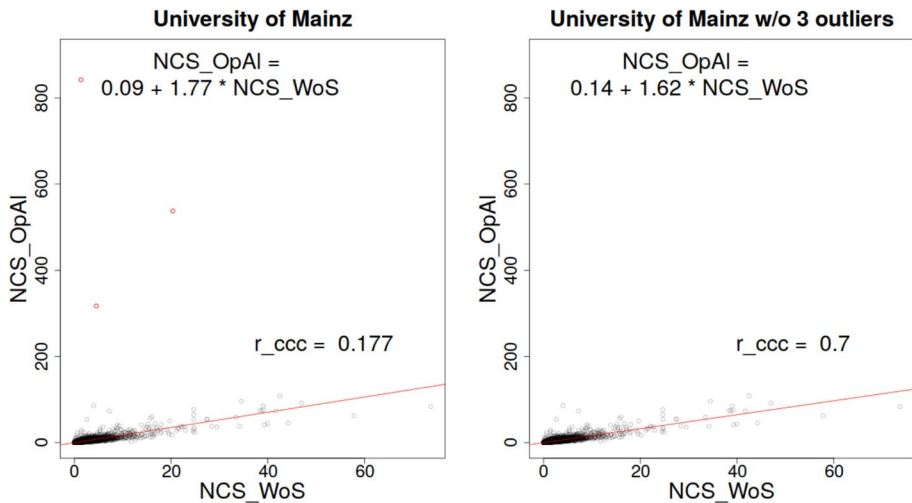 University of Mainz
NCS_OpAl =
0.09 + 1.77 * NCS_WoS
r_ccc = 0.177
NCS_OpAl
0
200
400
600
800
0
20
40
60
NCS_WoS
University of Mainz w/o 3 outliers
NCS_OpAl =
0.14 + 1.62 * NCS_WoS
r_ccc = 0.7
NCS_OpAl
0
200
400
600
800
0
20
40
60
NCS_WoS